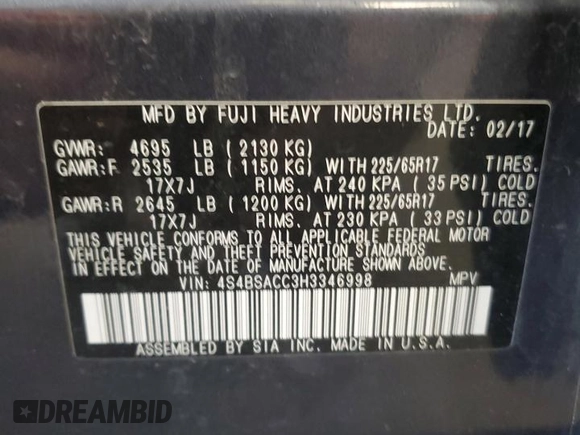 MFD BY FUJI HEAVY INDUSTRIES LTD.
DATE: 02/17
GVWR: 4695 LB (2130 KG)
GAWR:F 2535 LB (1150 KG) WITH 225/65R17 TIRES.
17X7J RIMS. AT 240 KPA (35 PSI) COLD
GAWR:R 2645 LB (1200 KG) WITH 225/65R17 TIRES.
17X7J RIMS. AT 230 KPA (33 PSI) COLD
THIS VEHICLE CONFORMS TO ALL APPLICABLE FEDERAL MOTOR
VEHICLE SAFETY AND THEFT PREVENTION STANDARDS
IN EFFECT ON THE DATE OF MANUFACTURE SHOWN ABOVE.
VIN: 4S4BSACC3H3346998 MPV
ASSEMBLED BY SIA INC. MADE IN U.S.A.
DREAMBID